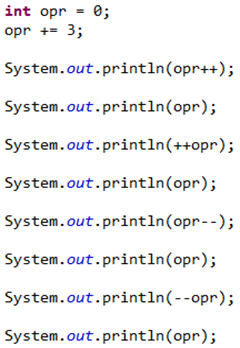 int opr = 0;
opr += 3;
System.out.println(opr++);
System.out.println(opr);
System.out.println(++opr);
System.out.println(opr);
System.out.println(opr--);
System.out.println(opr);
System.out.println(--opr);
System.out.println(opr);